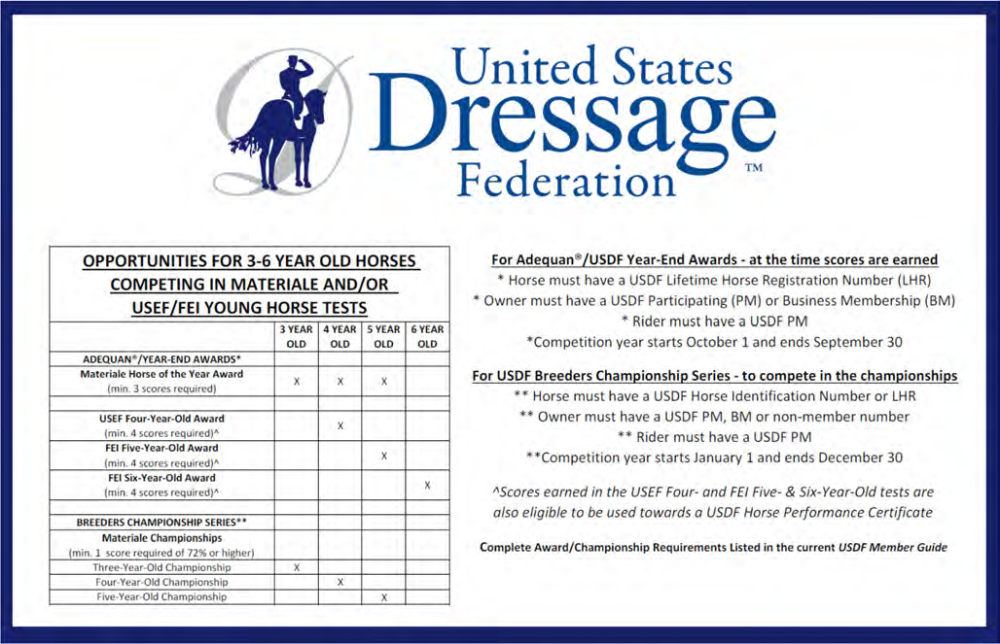 United States
Dressage
Federation
TM
OPPORTUNITIES FOR 3-6 YEAR OLD HORSES
COMPETING IN MATERIALE AND/OR
USEF/FEI YOUNG HORSE TESTS
3 YEAR OLD 4 YEAR OLD 5 YEAR OLD 6 YEAR OLD
ADEQUAN®/YEAR-END AWARDS*
Materiale Horse of the Year Award
(min. 3 scores required) X X X
USEF Four-Year-Old Award
(min. 4 scores required)^ X
FEI Five-Year-Old Award
(min. 4 scores required)^ X
FEI Six-Year-Old Award
(min. 4 scores required)^ X
BREEDERS CHAMPIONSHIP SERIES**
Materiale Championships
(min. 1 score required of 72% or higher)
Three-Year-Old Championship X
Four-Year-Old Championship X
Five-Year-Old Championship X
For Adequan®/USDF Year-End Awards - at the time scores are earned
* Horse must have a USDF Lifetime Horse Registration Number (LHR)
* Owner must have a USDF Participating (PM) or Business Membership (BM)
* Rider must have a USDF PM
*Competition year starts October 1 and ends September 30
For USDF Breeders Championship Series - to compete in the championships
** Horse must have a USDF Horse Identification Number or LHR
** Owner must have a USDF PM, BM or non-member number
** Rider must have a USDF PM
**Competition year starts January 1 and ends December 30
^Scores earned in the USEF Four- and FEI Five- & Six-Year-Old tests are
also eligible to be used towards a USDF Horse Performance Certificate
Complete Award/Championship Requirements Listed in the current USDF Member Guide